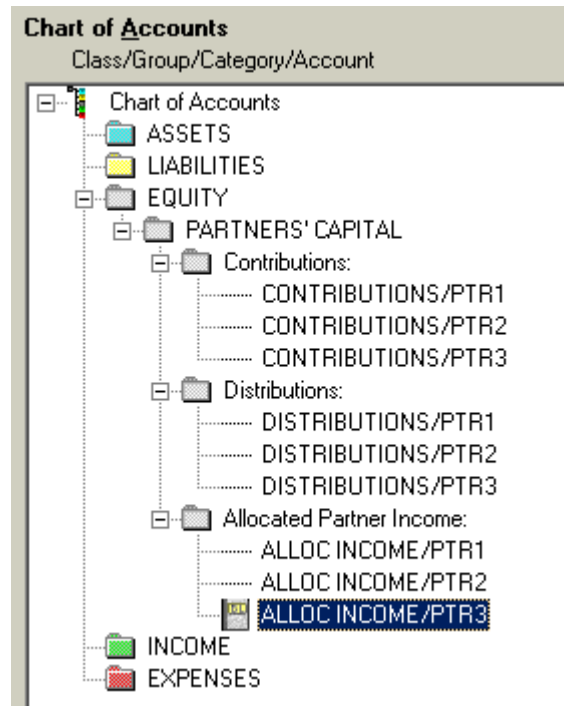 Chart of Accounts
Class/Group/Category/Account
Chart of Accounts
ASSETS
LIABILITIES
EQUITY
PARTNERS' CAPITAL
Contributions:
CONTRIBUTIONS/PTR1
CONTRIBUTIONS/PTR2
CONTRIBUTIONS/PTR3
Distributions:
DISTRIBUTIONS/PTR1
DISTRIBUTIONS/PTR2
DISTRIBUTIONS/PTR3
Allocated Partner Income:
ALLOC INCOME/PTR1
ALLOC INCOME/PTR2
ALLOC INCOME/PTR3
INCOME
EXPENSES